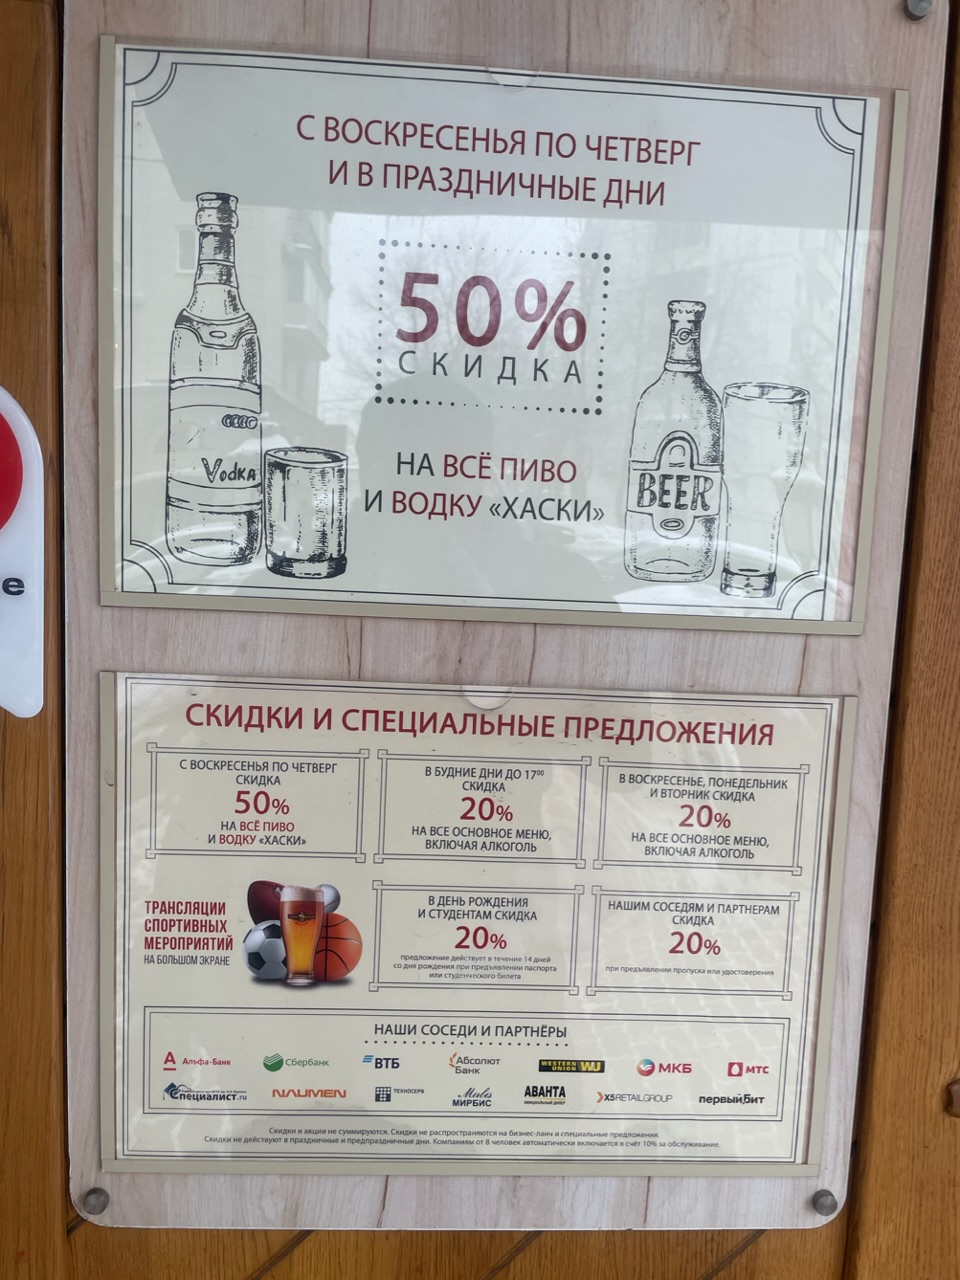 С ВОСКРЕСЕНЬЯ ПО ЧЕТВЕРГ
И В ПРАЗДНИЧНЫЕ ДНИ
50%
СКИДКА
НА ВСЁ ПИВО
И ВОДКУ «ХАСКИ»
Vodka
BEER
е
СКИДКИ И СПЕЦИАЛЬНЫЕ ПРЕДЛОЖЕНИЯ
С ВОСКРЕСЕНЬЯ ПО ЧЕТВЕРГ
СКИДКА
50%
НА ВСЁ ПИВО
И ВОДКУ «ХАСКИ»
В БУДНИЕ ДНИ ДО 17⁰⁰
СКИДКА
20%
НА ВСЕ ОСНОВНОЕ МЕНЮ,
ВКЛЮЧАЯ АЛКОГОЛЬ
В ВОСКРЕСЕНЬЕ, ПОНЕДЕЛЬНИК
И ВТОРНИК СКИДКА
20%
НА ВСЕ ОСНОВНОЕ МЕНЮ,
ВКЛЮЧАЯ АЛКОГОЛЬ
ТРАНСЛЯЦИИ
СПОРТИВНЫХ
МЕРОПРИЯТИЙ
НА БОЛЬШОМ ЭКРАНЕ
В ДЕНЬ РОЖДЕНИЯ
И СТУДЕНТАМ СКИДКА
20%
предложение действует в течение 14 дней
со дня рождения при предъявлении паспорта
или студенческого билета
НАШИМ СОСЕДЯМ И ПАРТНЕРАМ
СКИДКА
20%
при предъявлении пропуска или удостоверения
НАШИ СОСЕДИ И ПАРТНЁРЫ
Альфа-Банк
Сбербанк
ВТБ
Абсолют
Банк
WESTERN
UNION WU
МКБ
МТС
Специалист.ru
NAUMEN
ТЕХНОСЕРВ
МИРБИС
АВАНТА
ОФИЦИАЛЬНЫЙ ДИЛЕР
X5RETAILGROUP
первый Бит
Скидки и акции не суммируются. Скидки не распространяются на бизнес-ланч и специальные предложения.
Скидки не действуют в праздничные и предпраздничные дни. Компаниям от 8 человек автоматически включается в счёт 10% за обслуживание.